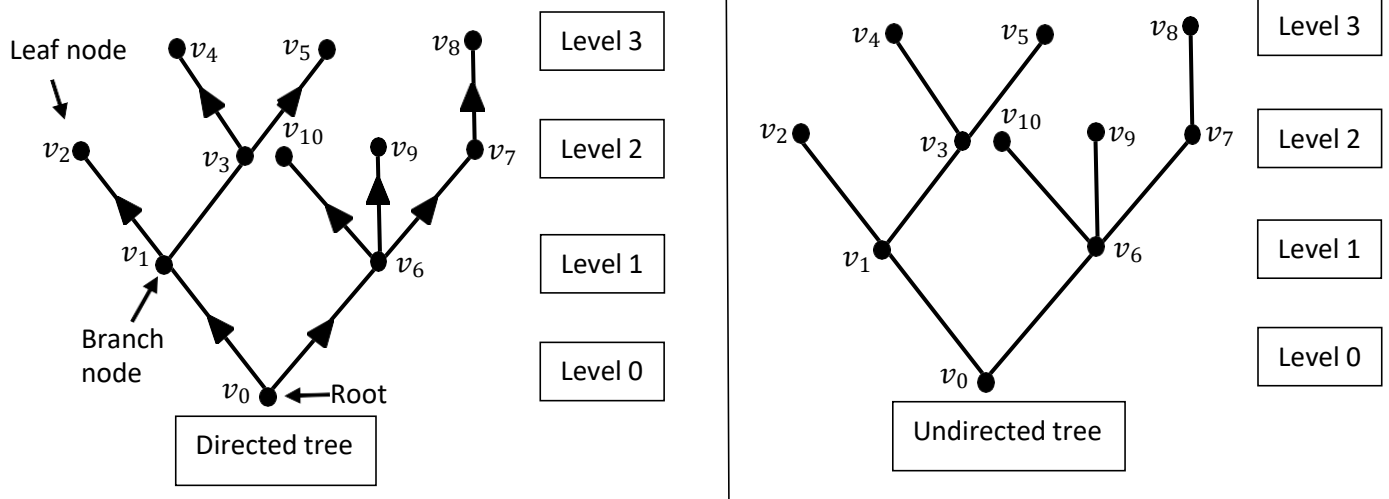 Leaf node
v₄
v₅
v₈
Level 3
v₂
v₃
v₁₀
v₉
v₇
Level 2
v₁
v₆
Level 1
Branch
node
v₀
Root
Level 0
Directed tree
v₄
v₅
v₈
Level 3
v₂
v₃
v₁₀
v₉
v₇
Level 2
v₁
v₆
Level 1
v₀
Level 0
Undirected tree